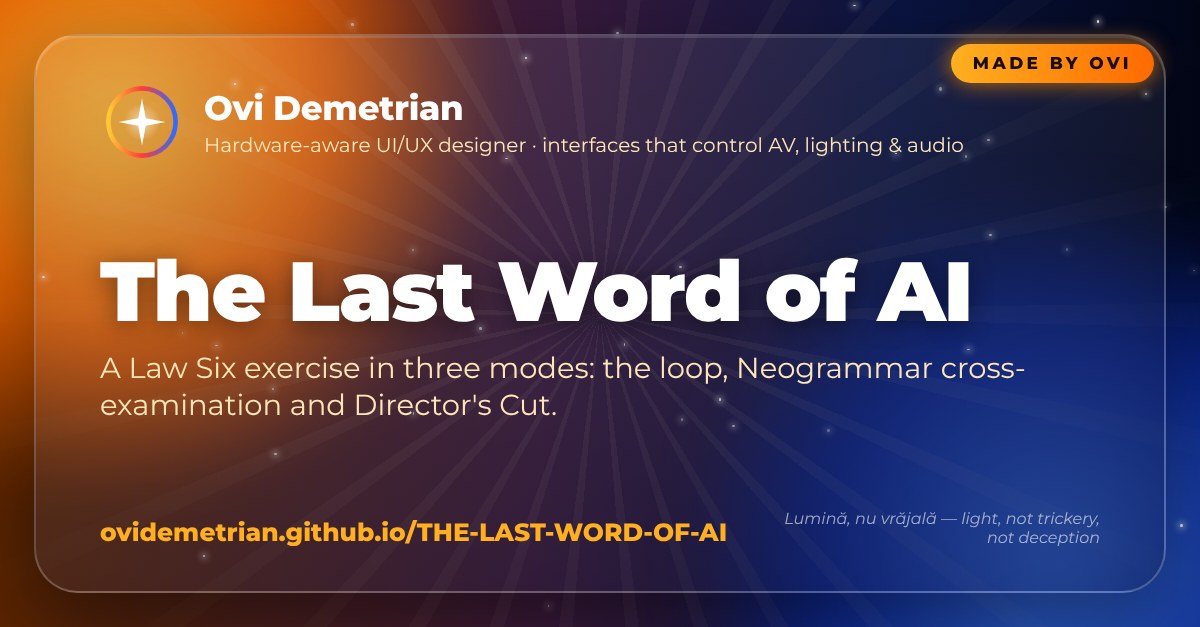 MADE BY OVI
Ovi Demetrian
Hardware-aware UI/UX designer · interfaces that control AV, lighting & audio
The Last Word of AI
A Law Six exercise in three modes: the loop, Neogrammar cross-
examination and Director's Cut.
ovidemetrian.github.io/THE-LAST-WORD-OF-AI
Lumină, nu vrăjală — light, not trickery,
not deception